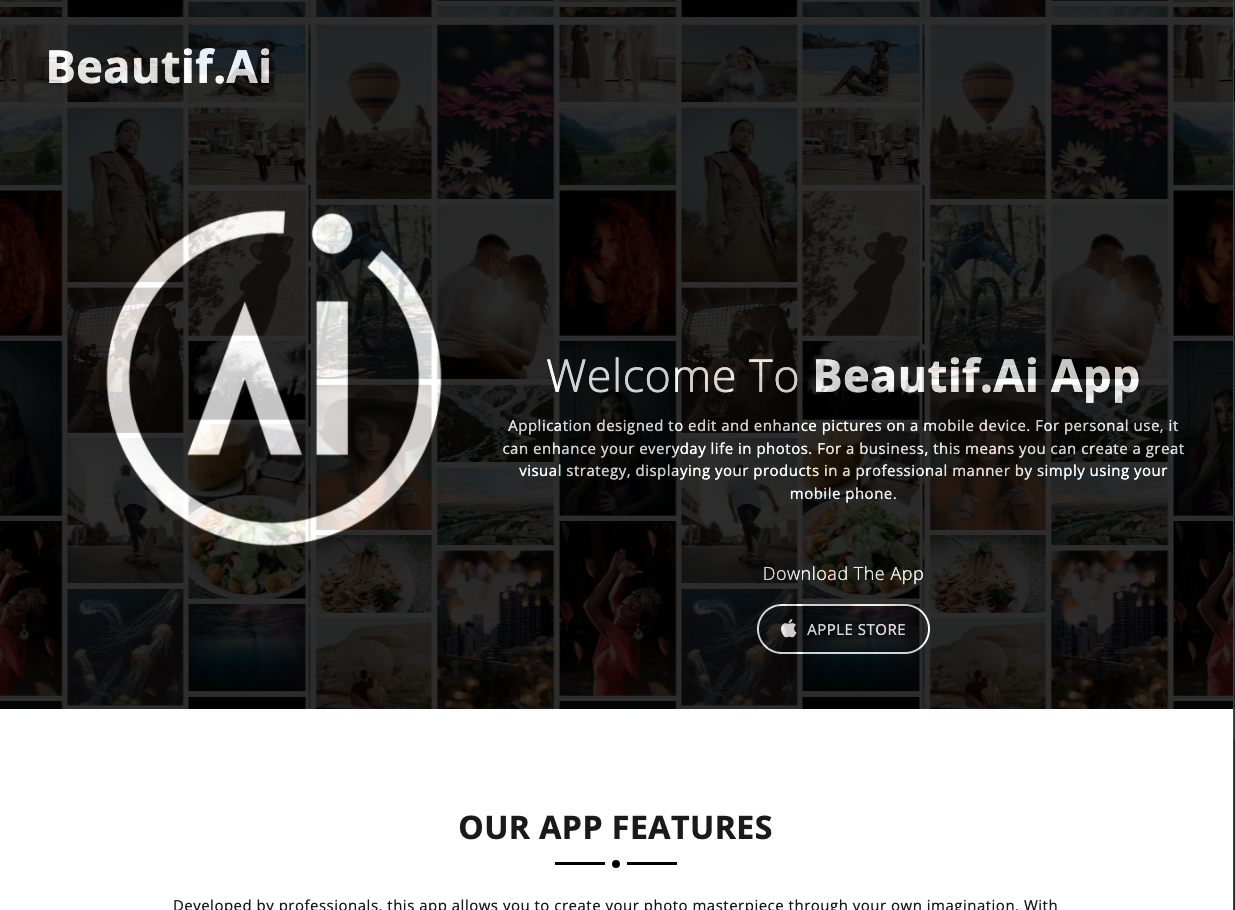 Beautif.Ai
Ai
Welcome To Beautif.Ai App
Application designed to edit and enhance pictures on a mobile device. For personal use, it
can enhance your everyday life in photos. For a business, this means you can create a great
visual strategy, displaying your products in a professional manner by simply using your
mobile phone.
Download The App
APPLE STORE
OUR APP FEATURES
Developed by professionals, this app allows you to create your photo masterpiece through your own imagination. With